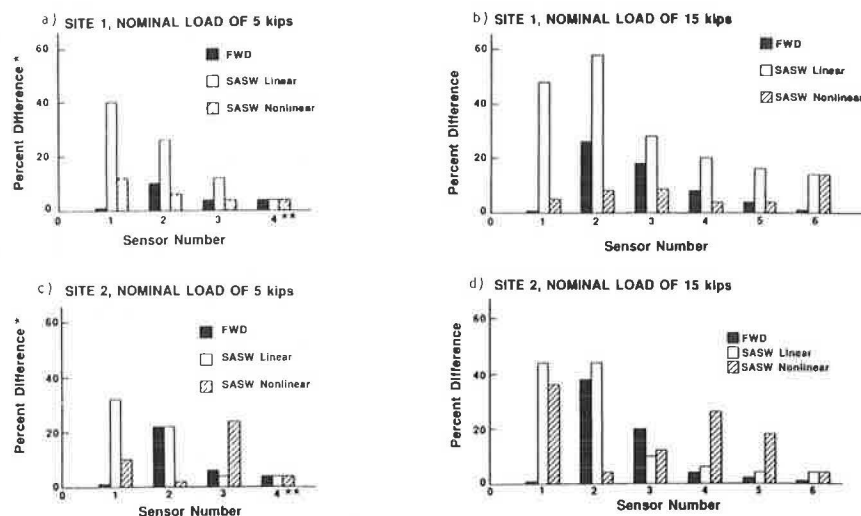 a) SITE 1, NOMINAL LOAD OF 5 kips
60
40
20
0
Percent Difference *
FWD
SASW Linear
SASW Nonlinear
0 1 2 3 4 **
Sensor Number
b) SITE 1, NOMINAL LOAD OF 15 kips
60
40
20
0
Percent Difference
FWD
SASW Linear
SASW Nonlinear
0 1 2 3 4 5 6
Sensor Number
c) SITE 2, NOMINAL LOAD OF 5 kips
60
40
20
0
Percent Difference *
FWD
SASW Linear
SASW Nonlinear
0 1 2 3 4 **
Sensor Number
d) SITE 2, NOMINAL LOAD OF 15 kips
60
40
20
0
Percent Difference
FWD
SASW Linear
SASW Nonlinear
0 1 2 3 4 5 6
Sensor Number